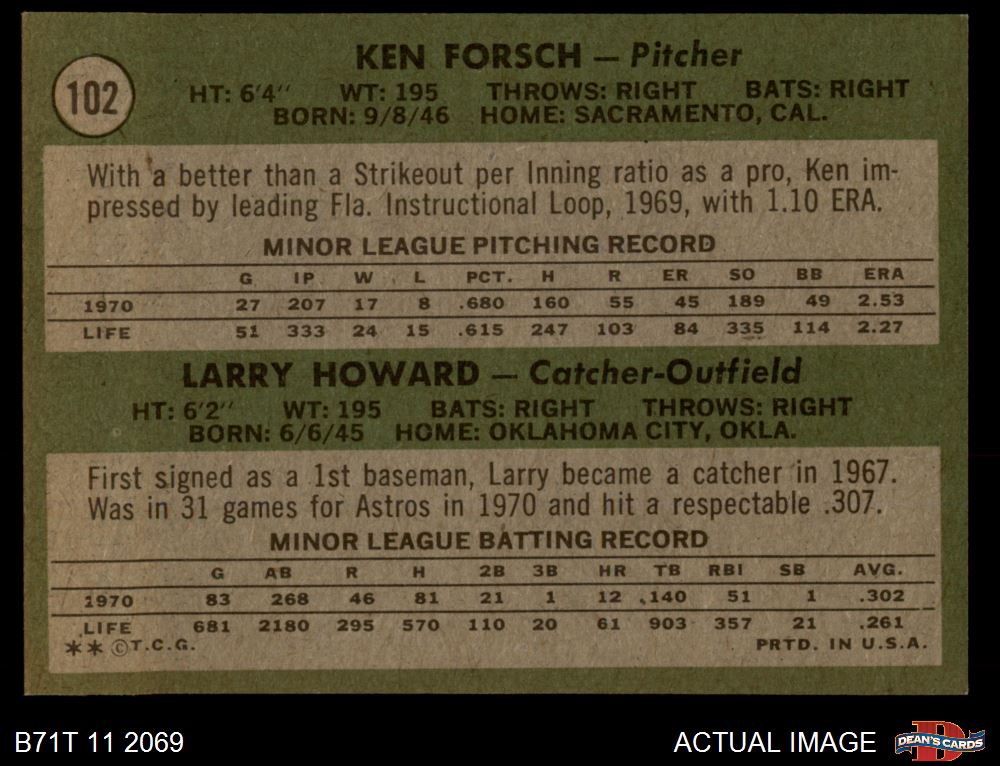 102
KEN FORSCH — Pitcher
HT: 6'4" WT: 195 THROWS: RIGHT BATS: RIGHT
BORN: 9/8/46 HOME: SACRAMENTO, CAL.
With a better than a Strikeout per Inning ratio as a pro, Ken im-
pressed by leading Fla. Instructional Loop, 1969, with 1.10 ERA.
MINOR LEAGUE PITCHING RECORD
G IP W L PCT. H R ER SO BB ERA
1970 27 207 17 8 .680 160 55 45 189 49 2.53
LIFE 51 333 24 15 .615 247 103 84 335 114 2.27
LARRY HOWARD — Catcher-Outfield
HT: 6'2" WT: 195 BATS: RIGHT THROWS: RIGHT
BORN: 6/6/45 HOME: OKLAHOMA CITY, OKLA.
First signed as a 1st baseman, Larry became a catcher in 1967.
Was in 31 games for Astros in 1970 and hit a respectable .307.
MINOR LEAGUE BATTING RECORD
G AB R H 2B 3B HR TB RBI SB AVG.
1970 83 268 46 81 21 1 12 140 51 1 .302
LIFE 681 2180 295 570 110 20 61 903 357 21 .261
** ©T.C.G. PRTD. IN U.S.A.
B71T 11 2069 ACTUAL IMAGE DEAN'S CARDS